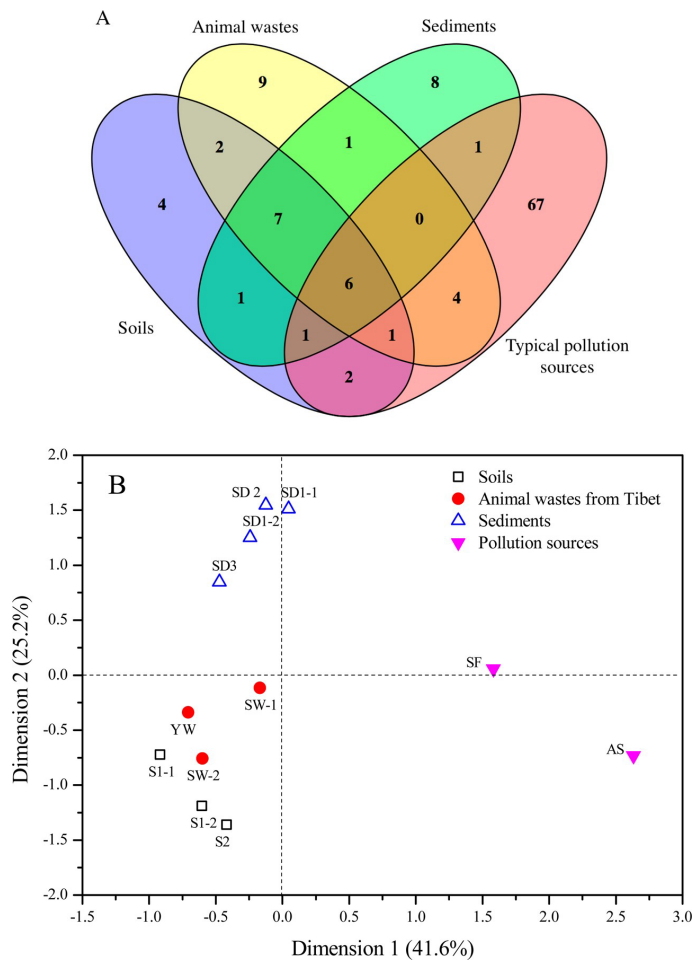 A
Animal wastes
Sediments
9
8
2
1
1
4
7
0
67
1
6
4
1
1
Soils
Typical pollution
sources
2
B
Soils
Animal wastes from Tibet
Sediments
Pollution sources
SD 2
SD1-1
SD1-2
SD3
SF
SW-1
YW
AS
S1-1
SW-2
S1-2
S2
2.0
1.5
1.0
0.5
0.0
-0.5
-1.0
-1.5
-2.0
Dimension 2 (25.2%)
-1.5 -1.0 -0.5 0.0 0.5 1.0 1.5 2.0 2.5 3.0
Dimension 1 (41.6%)